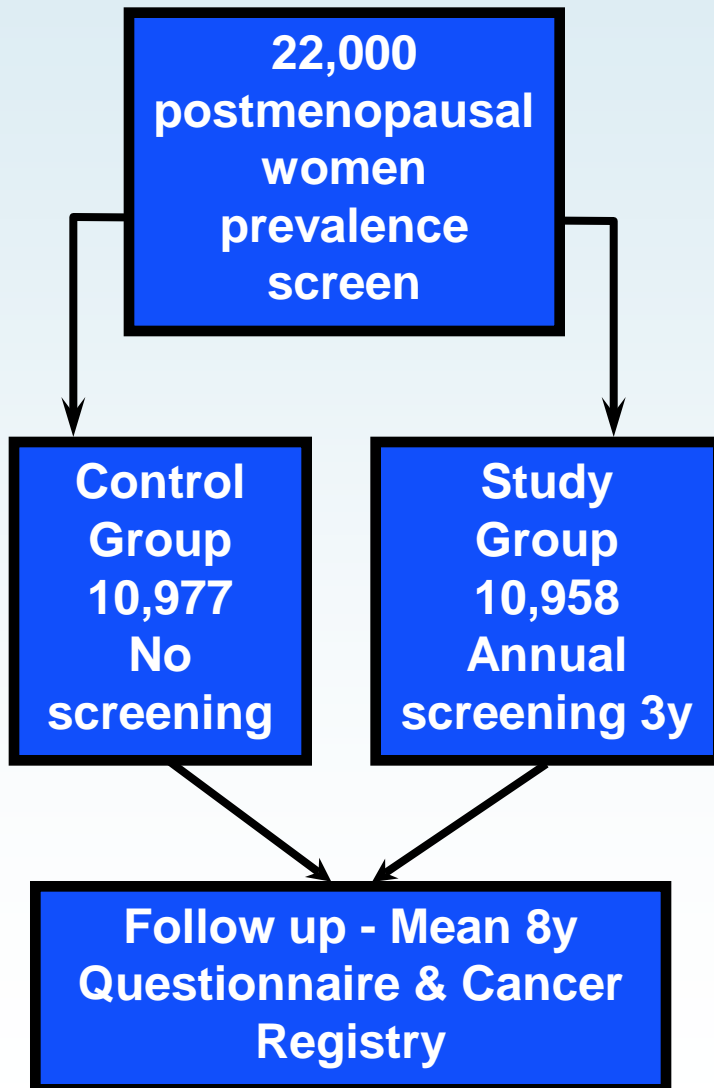 22,000
postmenopausal
women
prevalence
screen
Control
Group
10,977
No
screening
Study
Group
10,958
Annual
screening 3y
Follow up - Mean 8y
Questionnaire & Cancer
Registry